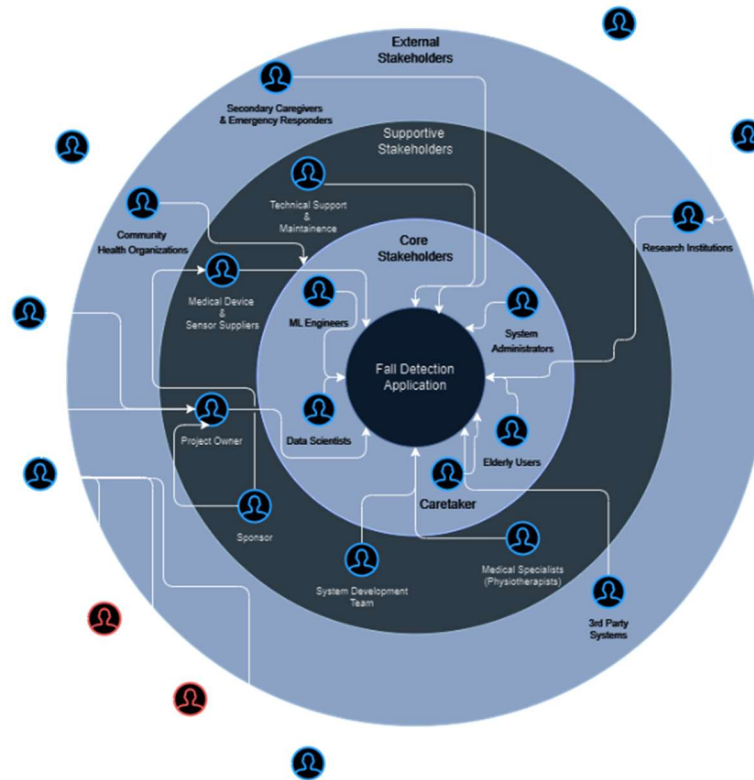 External
Stakeholders
Secondary Caregivers
& Emergency Responders
Supportive
Stakeholders
Technical Support
&
Maintainence
Community
Health Organizations
Core
Stakeholders
Research Institutions
Medical Device
&
Sensor Suppliers
ML Engineers
System
Administrators
Fall Detection
Application
Project Owner
Data Scientists
Elderly Users
Caretaker
Sponsor
System Development
Team
Medical Specialists
(Physiotherapists)
3rd Party
Systems